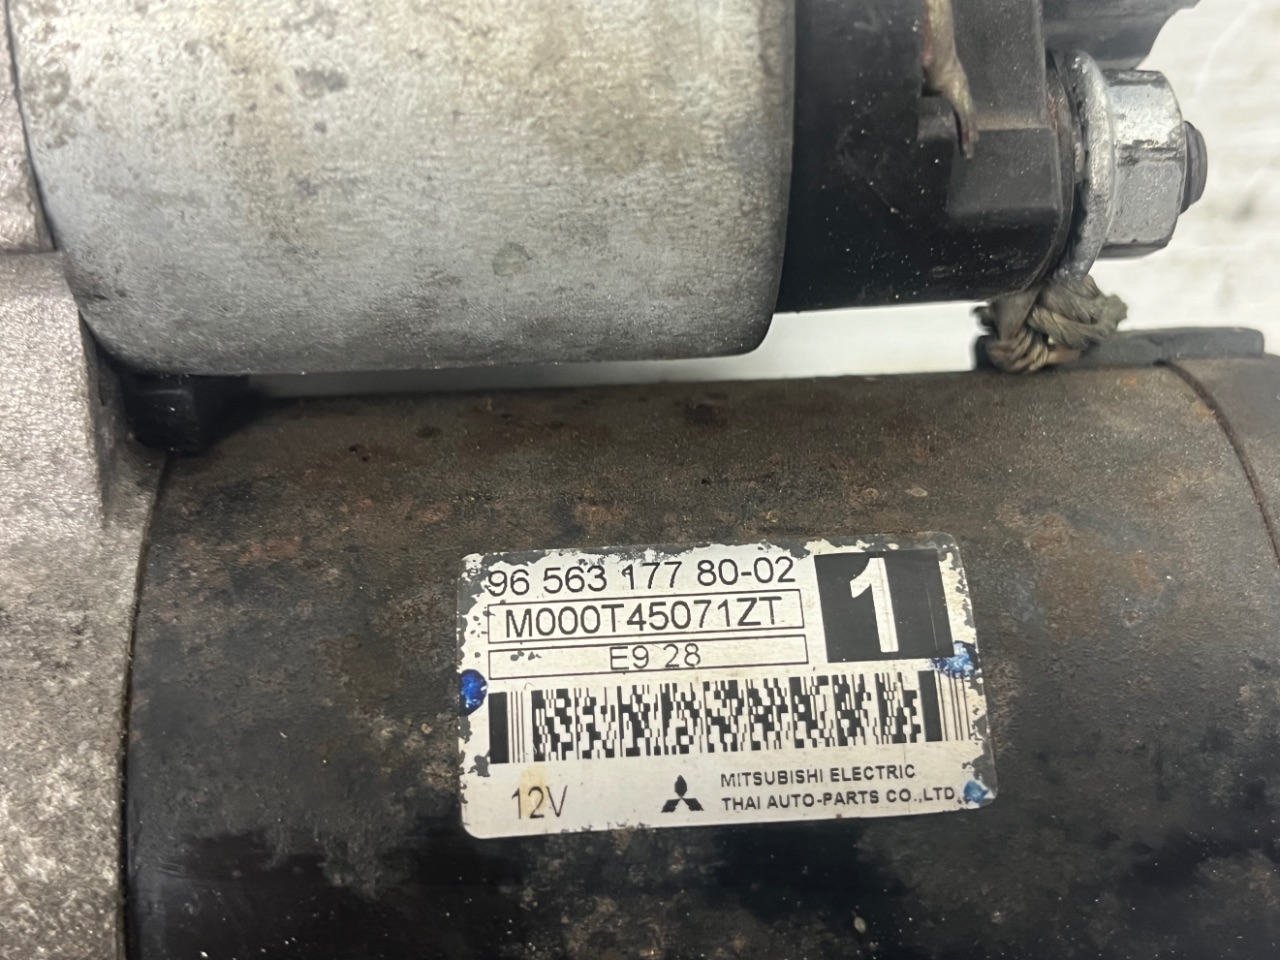 96 563 177 80-02
1
M000T45071ZT
E9 28
12V
MITSUBISHI ELECTRIC
THAI AUTO-PARTS CO.,LTD.